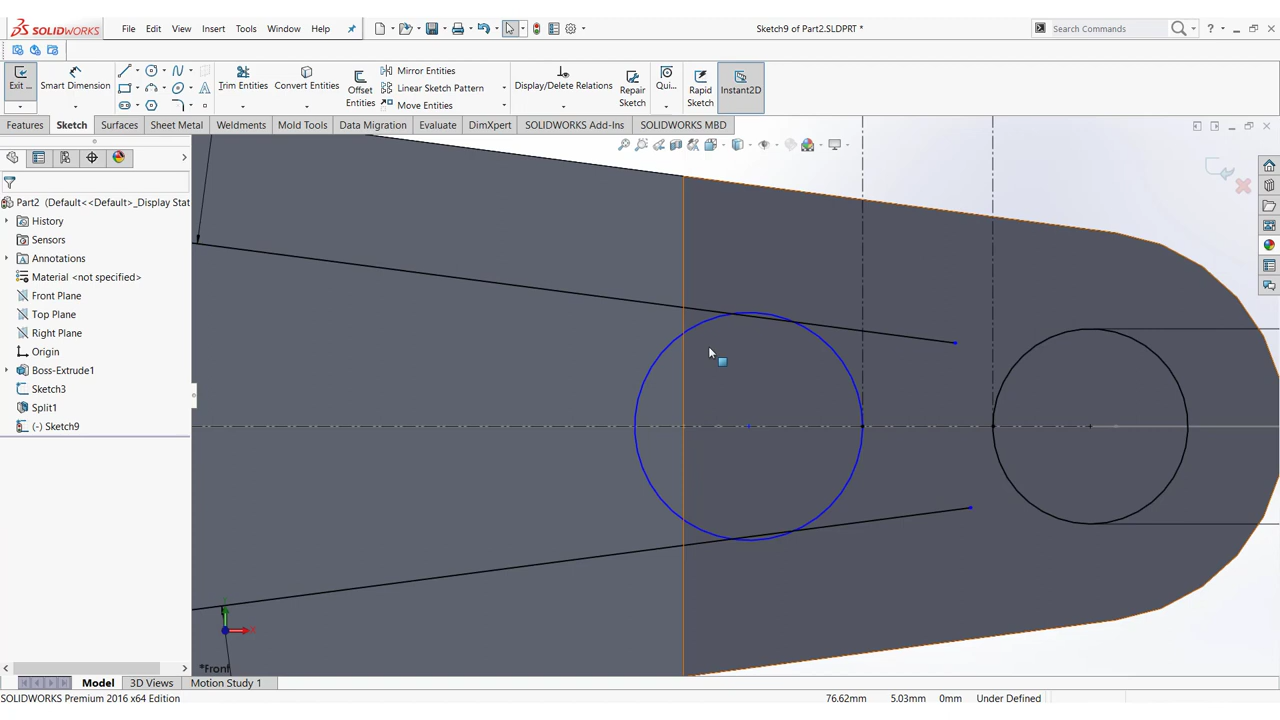 SOLIDWORKS File Edit View Insert Tools Window Help Sketch9 of Part2.SLDPRT * Search Commands ?
Exit ... Smart Dimension Trim Entities Convert Entities Offset Entities Mirror Entities Linear Sketch Pattern Move Entities Display/Delete Relations Repair Sketch Qui... Rapid Sketch Instant2D
Features Sketch Surfaces Sheet Metal Weldments Mold Tools Data Migration Evaluate DimXpert SOLIDWORKS Add-Ins SOLIDWORKS MBD
Part2 (Default<<Default>_Display Stat
History
Sensors
A Annotations
Material <not specified>
Front Plane
Top Plane
Right Plane
Origin
Boss-Extrude1
Sketch3
Split1
(-) Sketch9
Y
X
*Front
Model 3D Views Motion Study 1
SOLIDWORKS Premium 2016 x64 Edition 76.62mm 5.03mm 0mm Under Defined